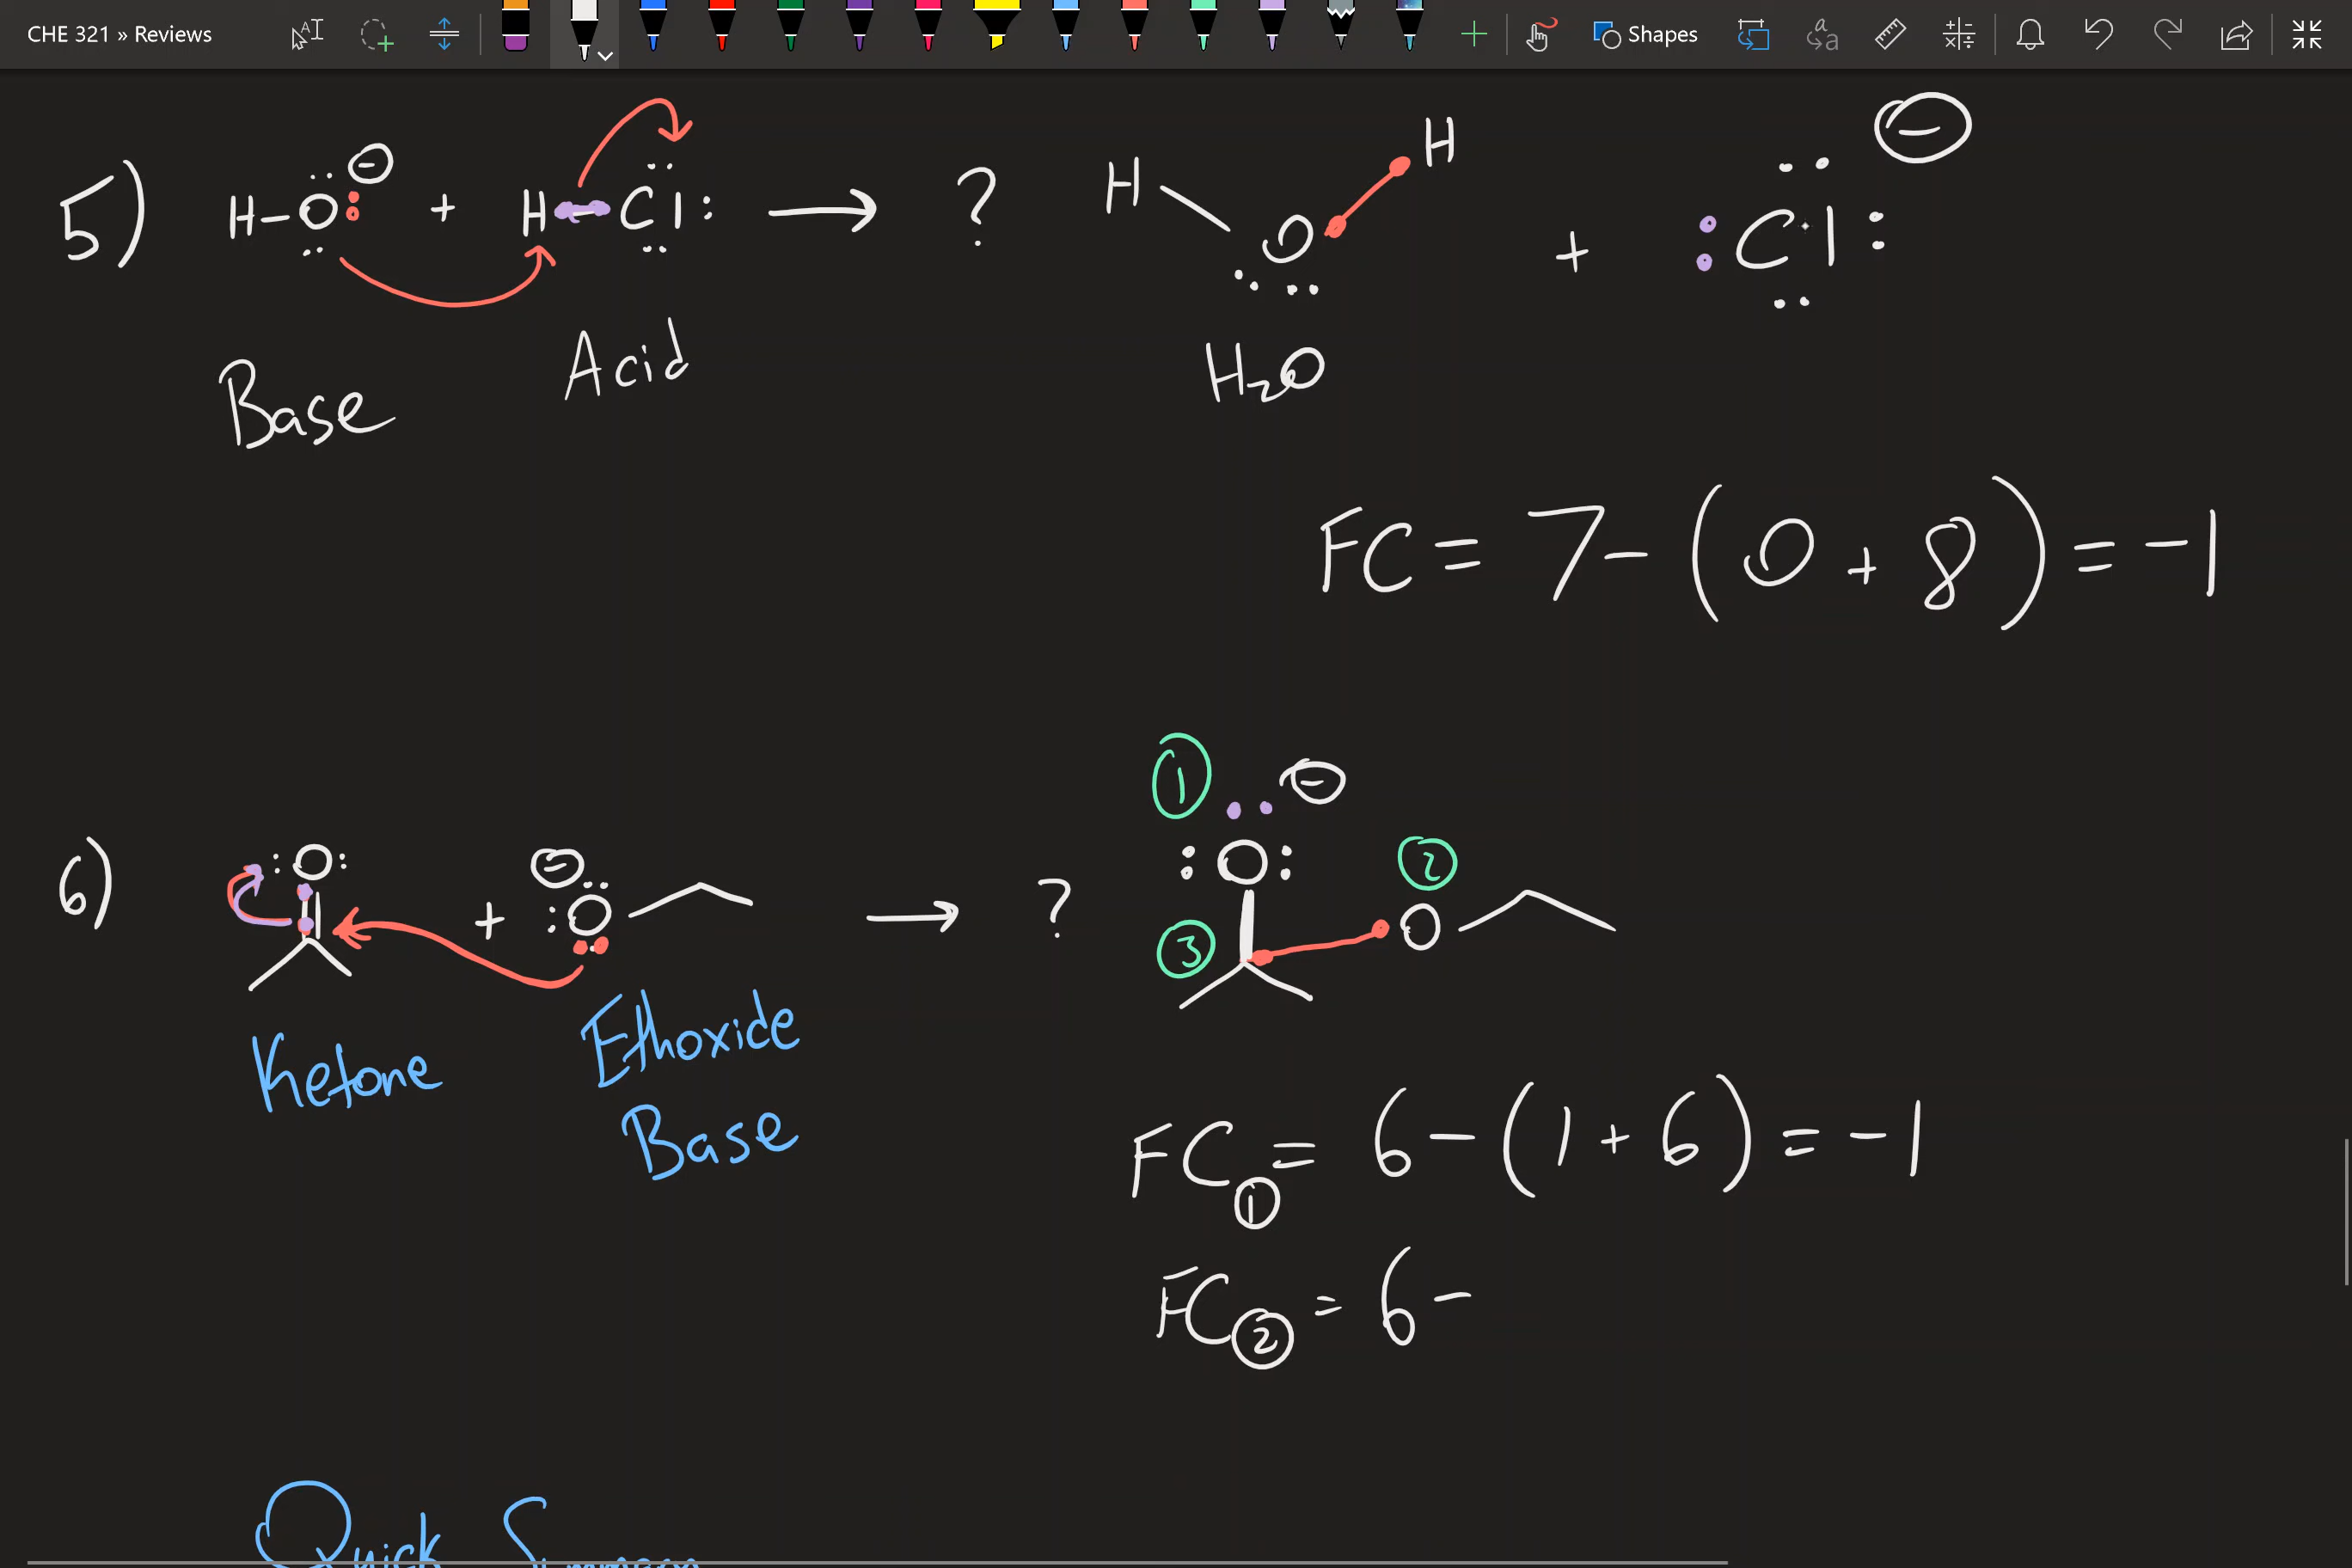 CHE 321 » Reviews
Shapes
5) H-O ⊖ + H-Cl → ? H O H + Cl ⊖
Base Acid H2O
FC = 7 - (0 + 8) = -1
6) O + ⊖ O → ? ① O ⊖ ② O ③
Ketone Ethoxide
Base
FC① = 6 - (1 + 6) = -1
FC② = 6 -
Quick